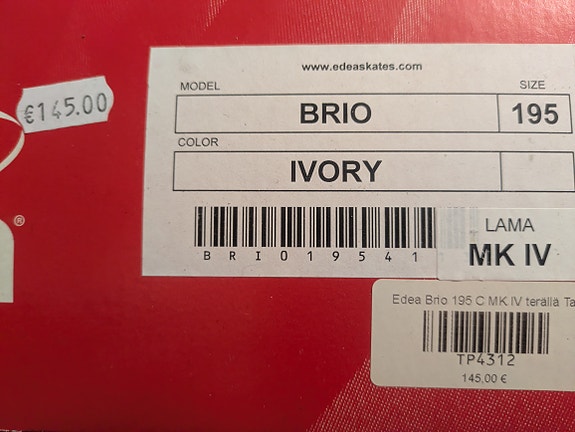 €145.00
www.edeaskates.com
MODEL
SIZE
BRIO
195
COLOR
IVORY
BRI019541
LAMA
MK IV
®
Edea Brio 195 C MK IV terällä Ta
TP4312
145,00 €